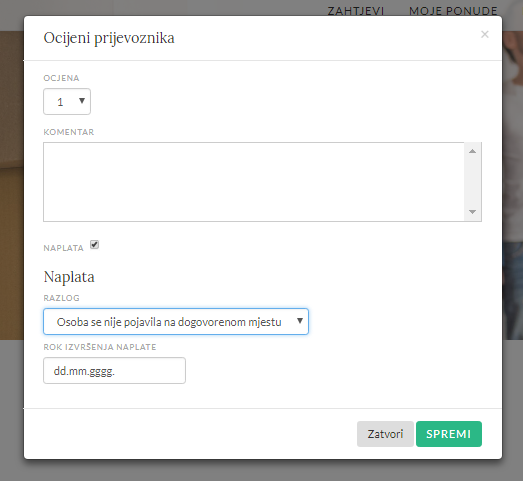 ZAHTJEVI MOJE PONUDE
Ocijeni prijevoznika
×
OCJENA
1
KOMENTAR
NAPLATA
Naplata
RAZLOG
Osoba se nije pojavila na dogovorenom mjestu
ROK IZVRŠENJA NAPLATE
dd.mm.gggg.
Zatvori SPREMI